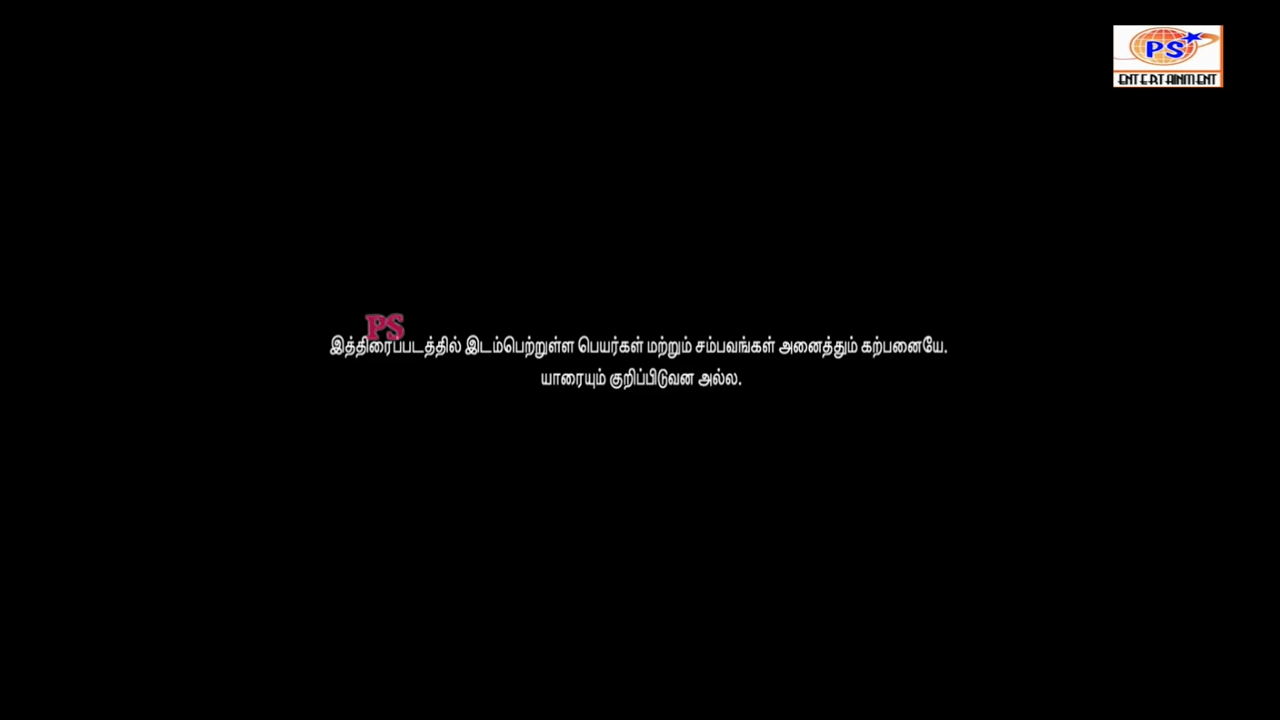 PS
ENTERTAINMENT
PS
இத்திரைப்படத்தில் இடம்பெற்றுள்ள பெயர்கள் மற்றும் சம்பவங்கள் அனைத்தும் கற்பனையே.
யாரையும் குறிப்பிடுவன அல்ல.